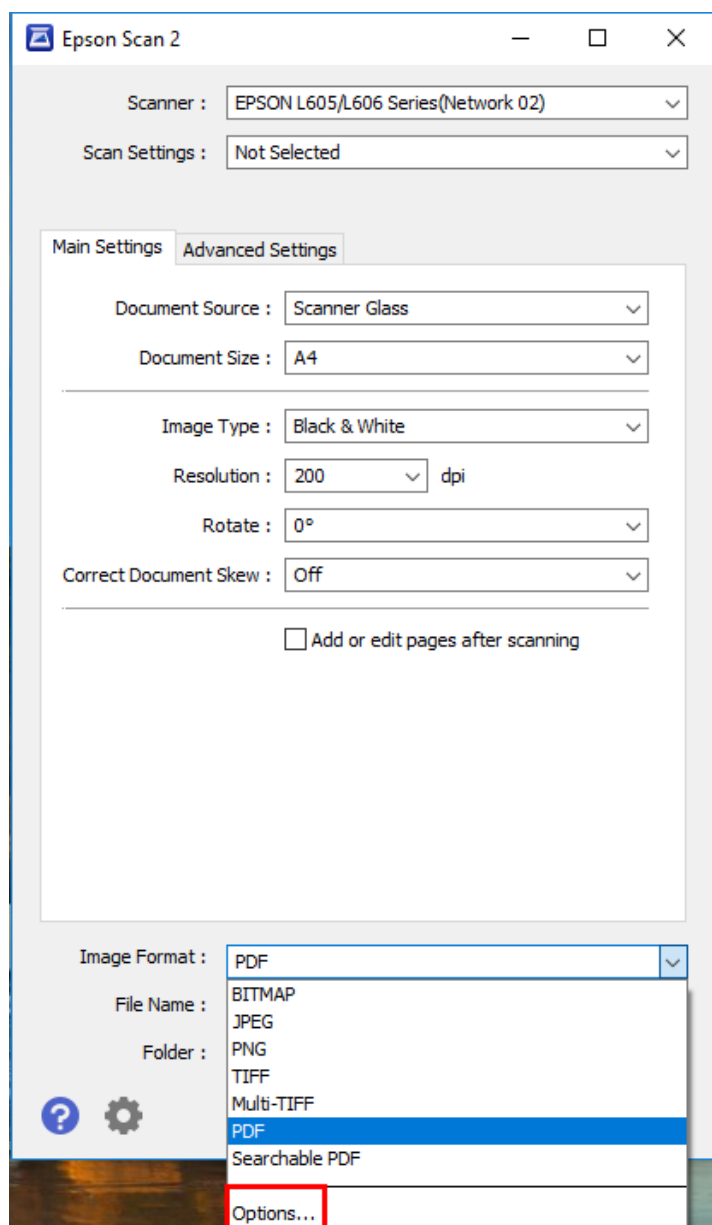 Epson Scan 2
Scanner : EPSON L605/L606 Series(Network 02)
Scan Settings : Not Selected
Main Settings Advanced Settings
Document Source : Scanner Glass
Document Size : A4
Image Type : Black & White
Resolution : 200 dpi
Rotate : 0°
Correct Document Skew : Off
Add or edit pages after scanning
Image Format : PDF
File Name :
Folder :
BITMAP
JPEG
PNG
TIFF
Multi-TIFF
PDF
Searchable PDF
Options...
?